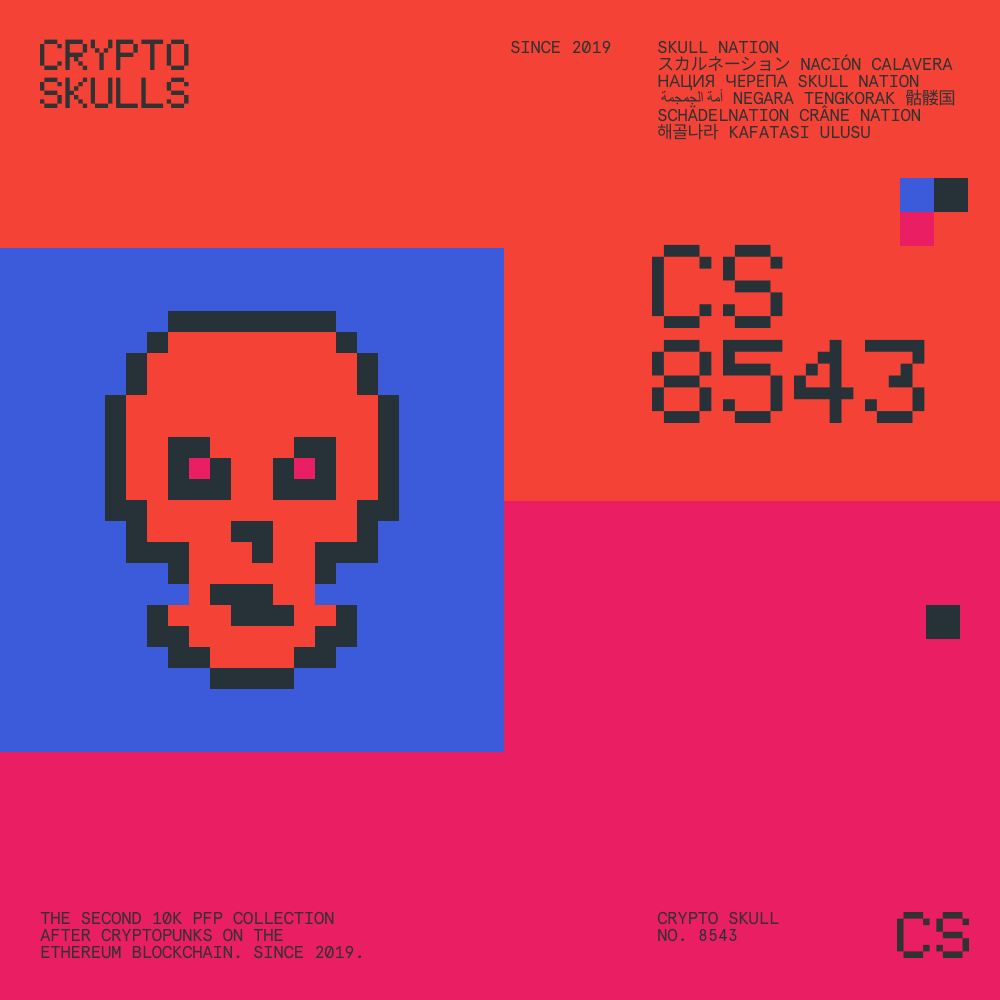 CRYPTO
SKULLS
SINCE 2019
SKULL NATION
スカルネーション NACIÓN CALAVERA
НАЦИЯ ЧЕРЕПА SKULL NATION
أمة الجمجمة NEGARA TENGKORAK 骷髅国
SCHÄDELNATION CRÂNE NATION
해골나라 KAFATASI ULUSU
CS
8543
THE SECOND 10K PFP COLLECTION
AFTER CRYPTOPUNKS ON THE
ETHEREUM BLOCKCHAIN. SINCE 2019.
CRYPTO SKULL
NO. 8543
CS